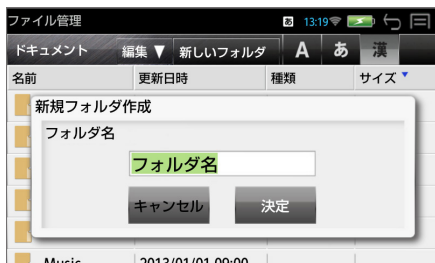 ファイル管理 あ 13:19
ドキュメント 編集 ▼ 新しいフォルダ A あ 漢
名前 更新日時 種類 サイズ ▼
新規フォルダ作成
フォルダ名
フォルダ名
キャンセル 決定
Music 2013/01/01 09:00